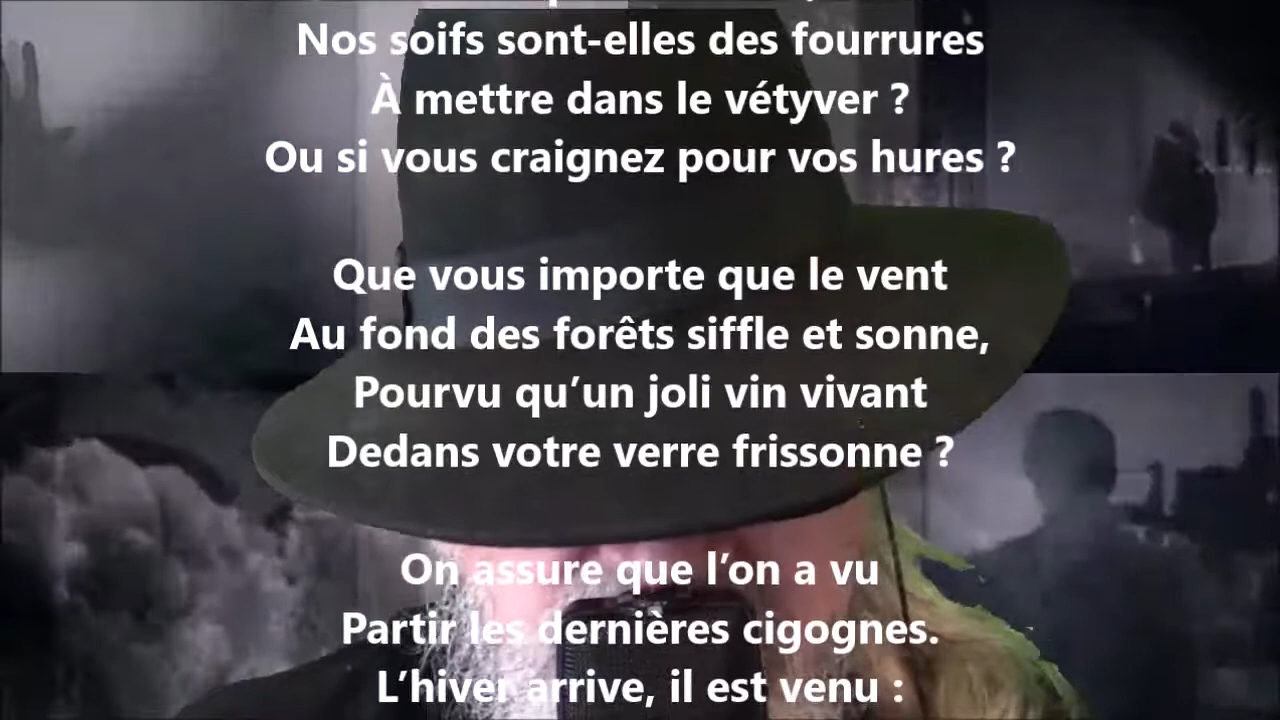 Nos soifs sont-elles des fourrures
À mettre dans le vétyver ?
Ou si vous craignez pour vos hures ?
Que vous importe que le vent
Au fond des forêts siffle et sonne,
Pourvu qu’un joli vin vivant
Dedans votre verre frissonne ?
On assure que l’on a vu
Partir les dernières cigognes.
L’hiver arrive, il est venu :